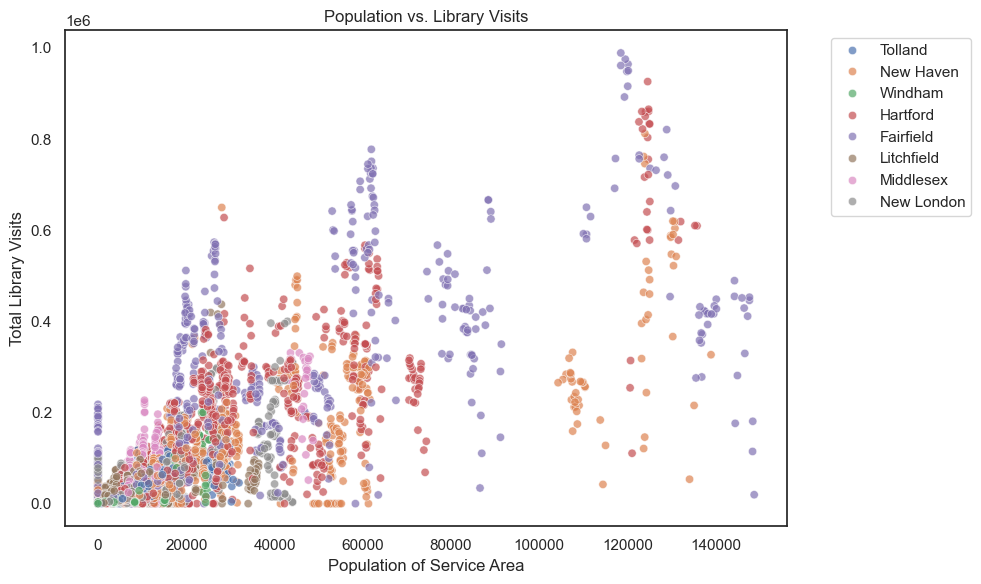 Population vs. Library Visits
1e6
1.0
0.8
0.6
0.4
0.2
0.0
Total Library Visits
0
20000
40000
60000
80000
100000
120000
140000
Population of Service Area
Tolland
New Haven
Windham
Hartford
Fairfield
Litchfield
Middlesex
New London